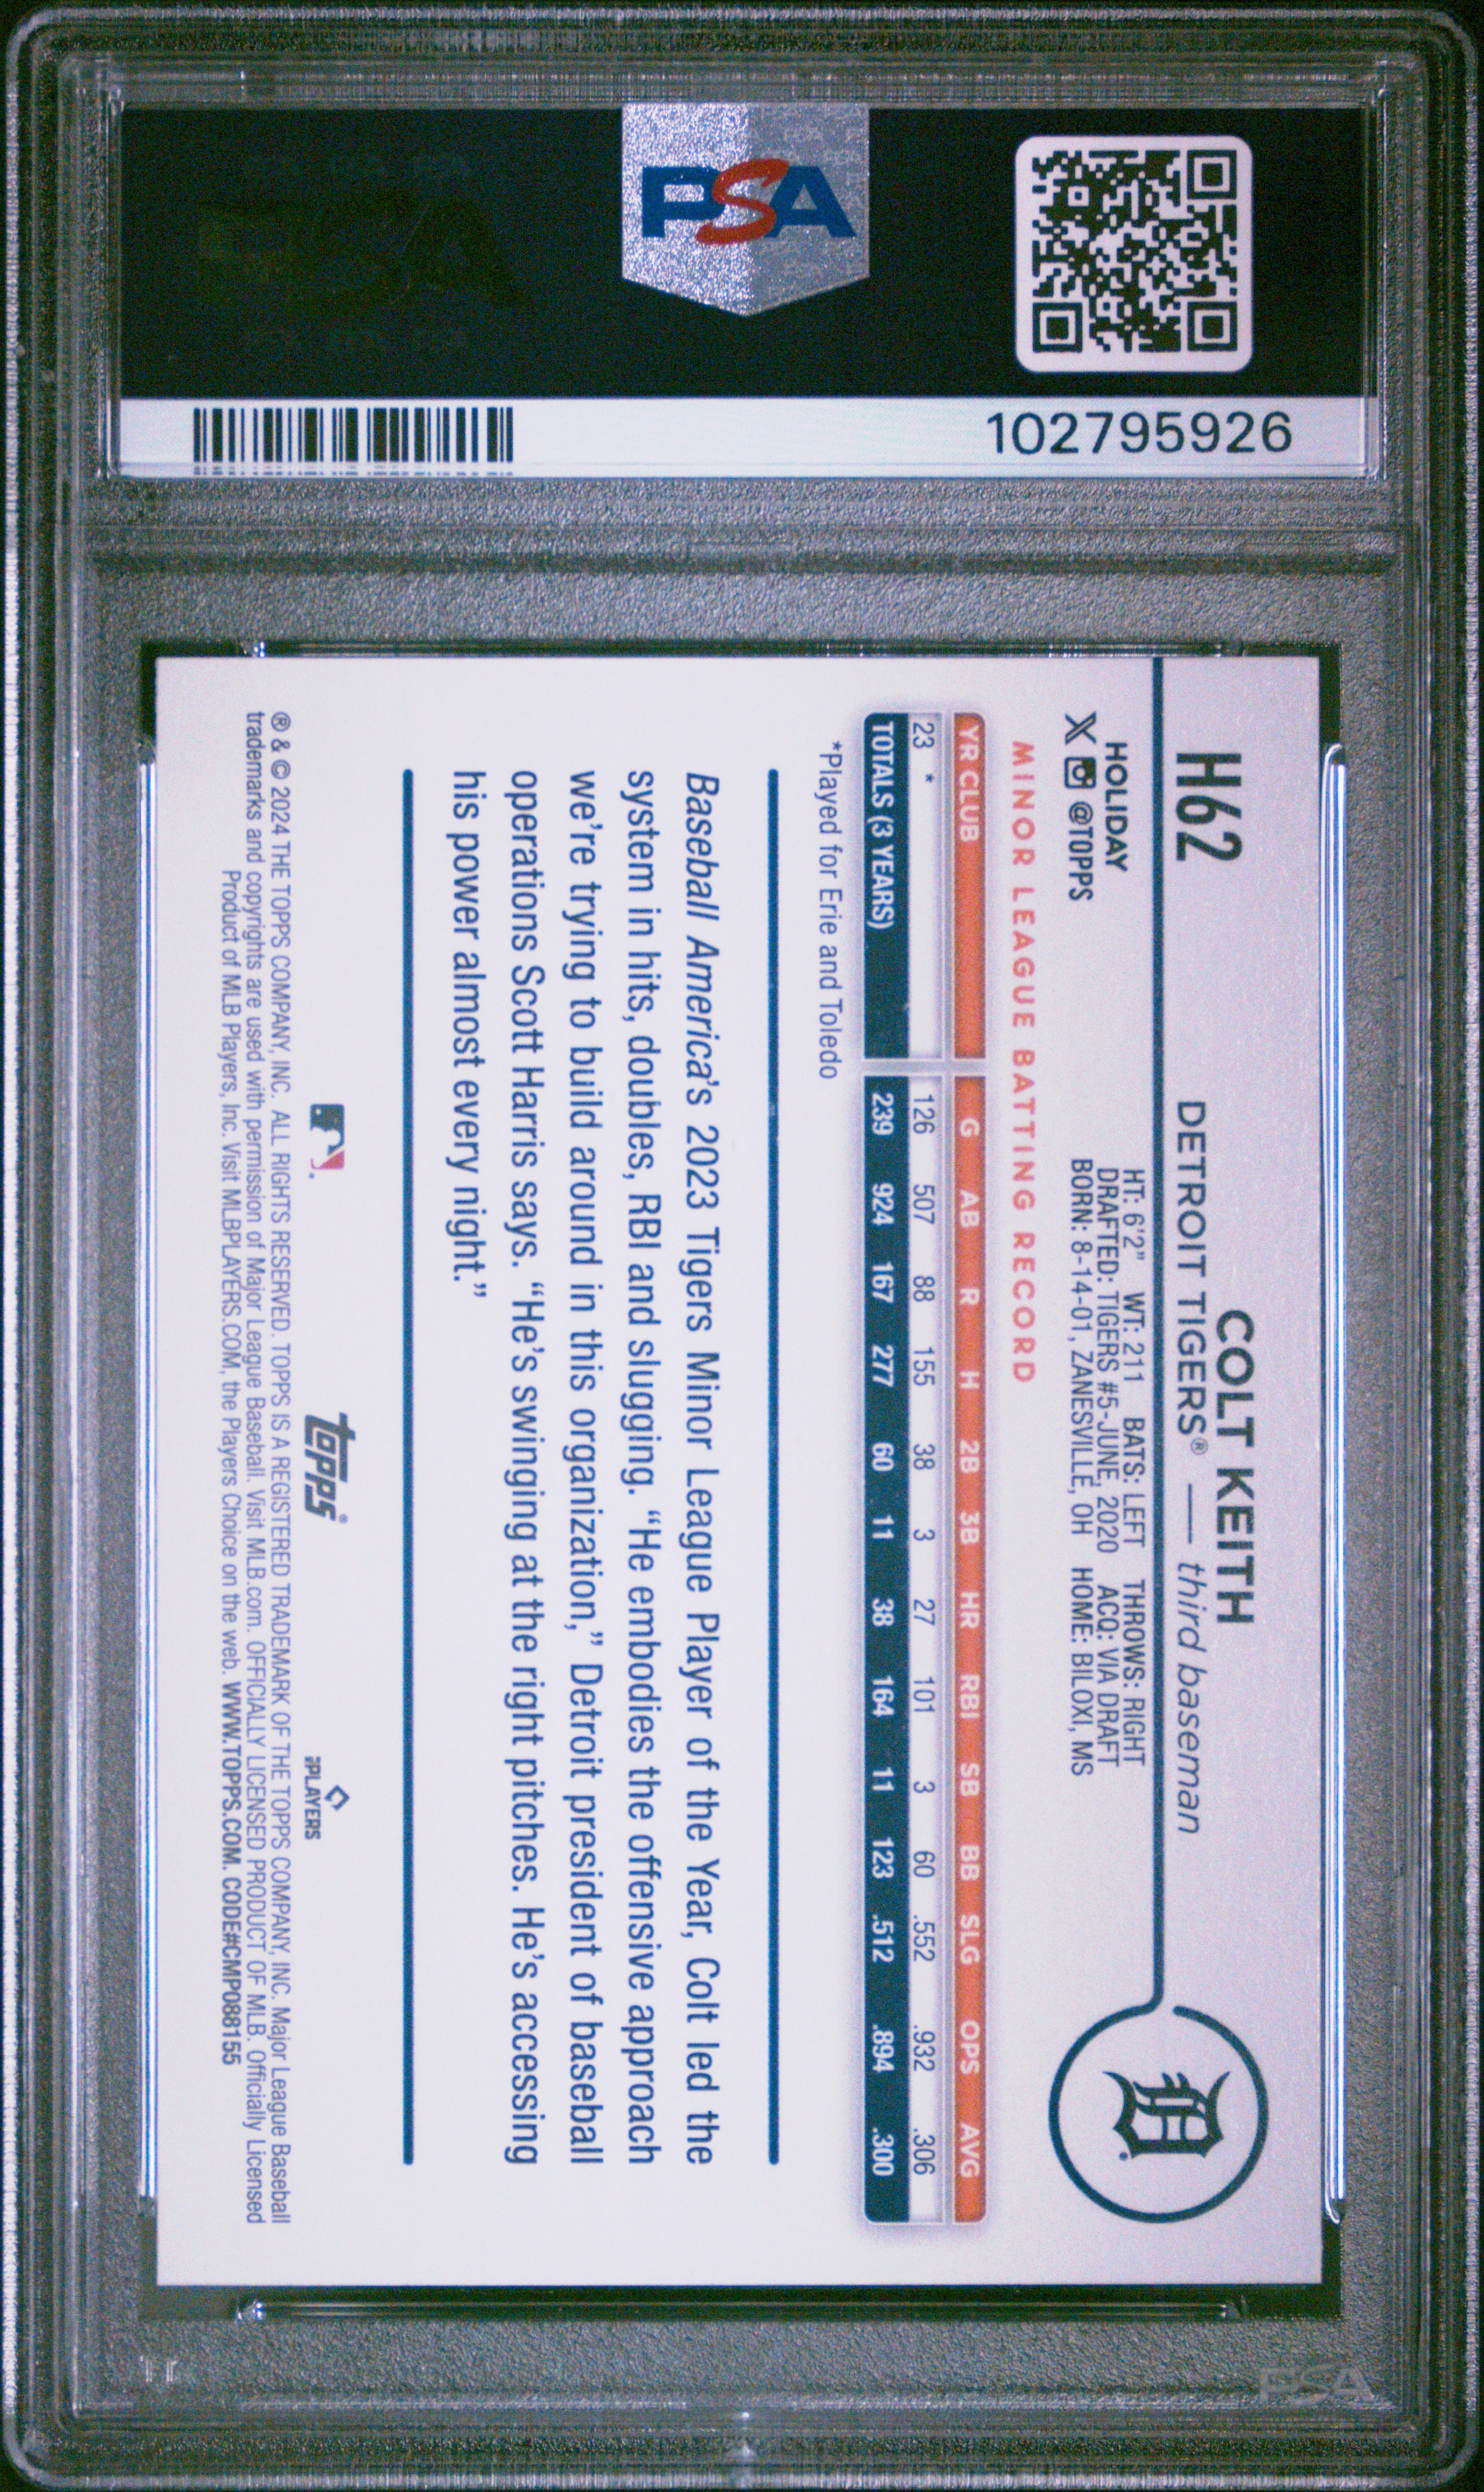 PSA
102795926
H62
COLT KEITH
DETROIT TIGERS® — third baseman
HOLIDAY
X @TOPPS
HT: 6'2" WT: 211 BATS: LEFT THROWS: RIGHT
DRAFTED: TIGERS #5-JUNE, 2020 ACQ: VIA DRAFT
BORN: 8-14-01, ZANESVILLE, OH HOME: BILOXI, MS
D
MINOR LEAGUE BATTING RECORD
YR CLUB G AB R H 2B 3B HR RBI SB BB SLG OPS AVG
23 * 126 507 88 155 38 3 27 101 3 60 .552 .932 .306
TOTALS (3 YEARS) 239 924 167 277 60 11 38 164 11 123 .512 .894 .300
*Played for Erie and Toledo
Baseball America's 2023 Tigers Minor League Player of the Year, Colt led the
system in hits, doubles, RBI and slugging. “He embodies the offensive approach
we're trying to build around in this organization,” Detroit president of baseball
operations Scott Harris says. “He's swinging at the right pitches. He's accessing
his power almost every night.”
topps®
PLAYERS
® & © 2024 THE TOPPS COMPANY, INC. ALL RIGHTS RESERVED. TOPPS IS A REGISTERED TRADEMARK OF THE TOPPS COMPANY, INC. Major League Baseball
trademarks and copyrights are used with permission of Major League Baseball. Visit MLB.com. OFFICIALLY LICENSED PRODUCT OF MLB. Officially Licensed
Product of MLB Players, Inc. Visit MLBPLAYERS.COM, the Players Choice on the web. WWW.TOPPS.COM. CODE#CMP088155
PSA